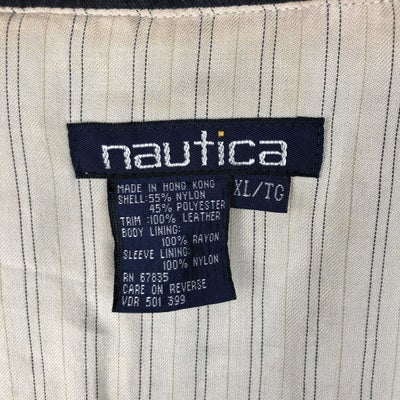 nautica
XL/TG
MADE IN HONG KONG
SHELL:55% NYLON
45% POLYESTER
TRIM :100% LEATHER
BODY LINING:
100% RAYON
SLEEVE LINING:
100% NYLON
RN 67835
CARE ON REVERSE
VDR 501 399